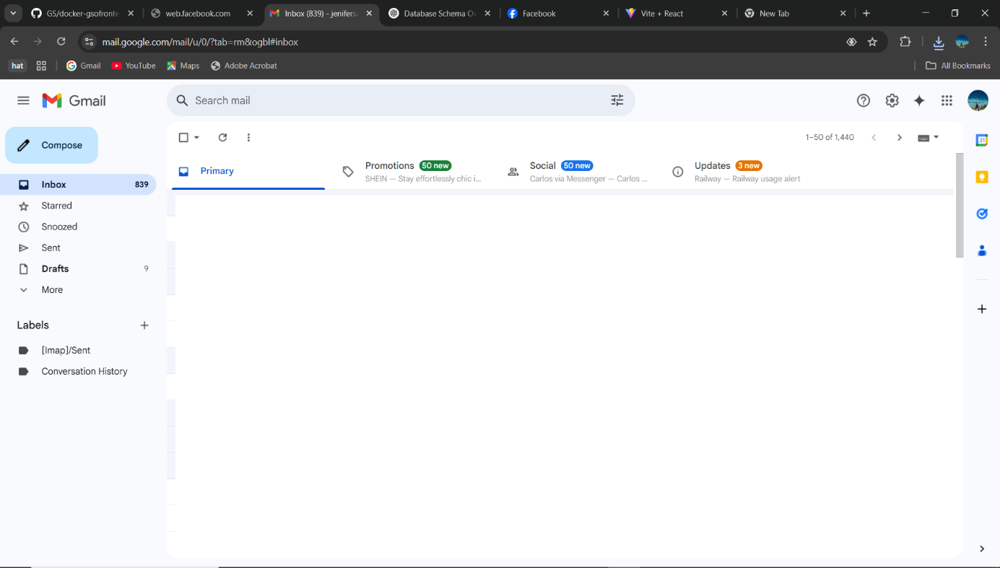 GS/docker-gsofronte
web.facebook.com
Inbox (839) - jenifers
Database Schema Ov
Facebook
Vite + React
New Tab
mail.google.com/mail/u/0/?tab=rm&ogbl#inbox
hat
Gmail
YouTube
Maps
Adobe Acrobat
All Bookmarks
Gmail
Search mail
Compose
1–50 of 1,440
Primary
Promotions 50 new
SHEIN — Stay effortlessly chic i...
Social 50 new
Carlos via Messenger — Carlos ...
Updates 3 new
Railway — Railway usage alert
Inbox 839
Starred
Snoozed
Sent
Drafts 9
More
Labels
[Imap]/Sent
Conversation History
31